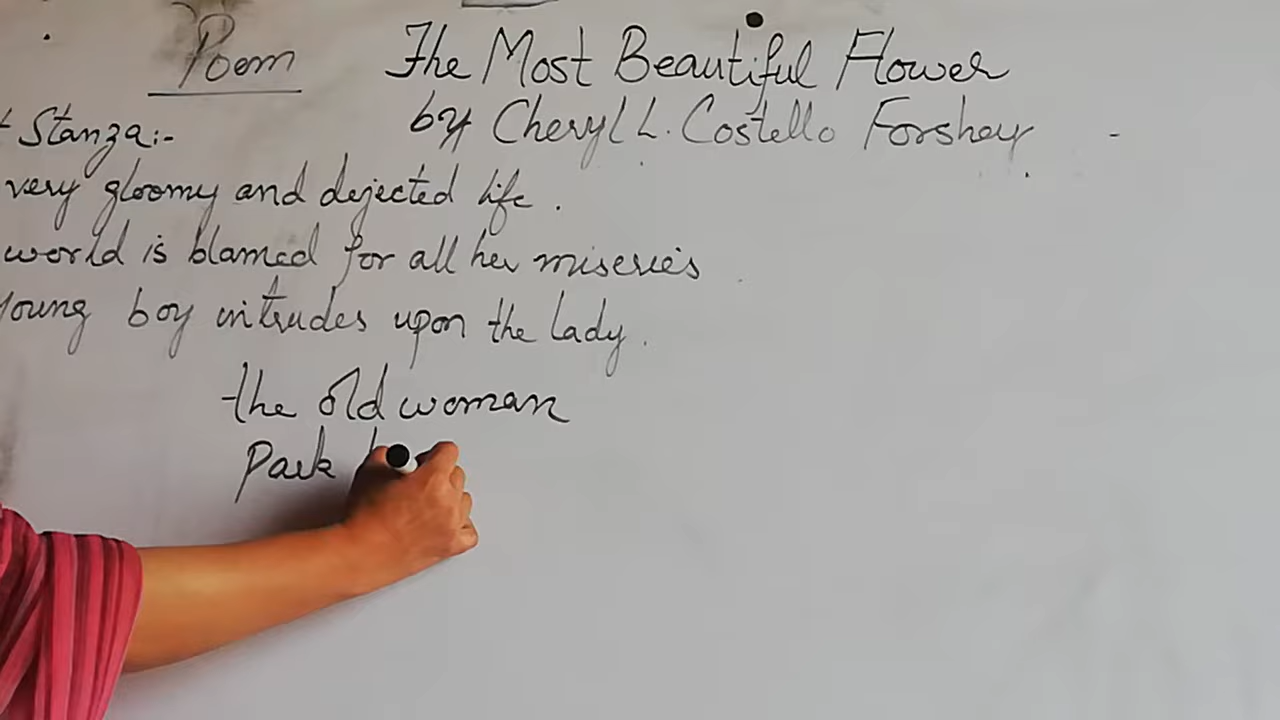 Poem The Most Beautiful Flower
by Cheryl L. Costello Forshey
Stanza:-
very gloomy and dejected life.
world is blamed for all her miseries
young boy intrudes upon the lady.
the old woman
Park